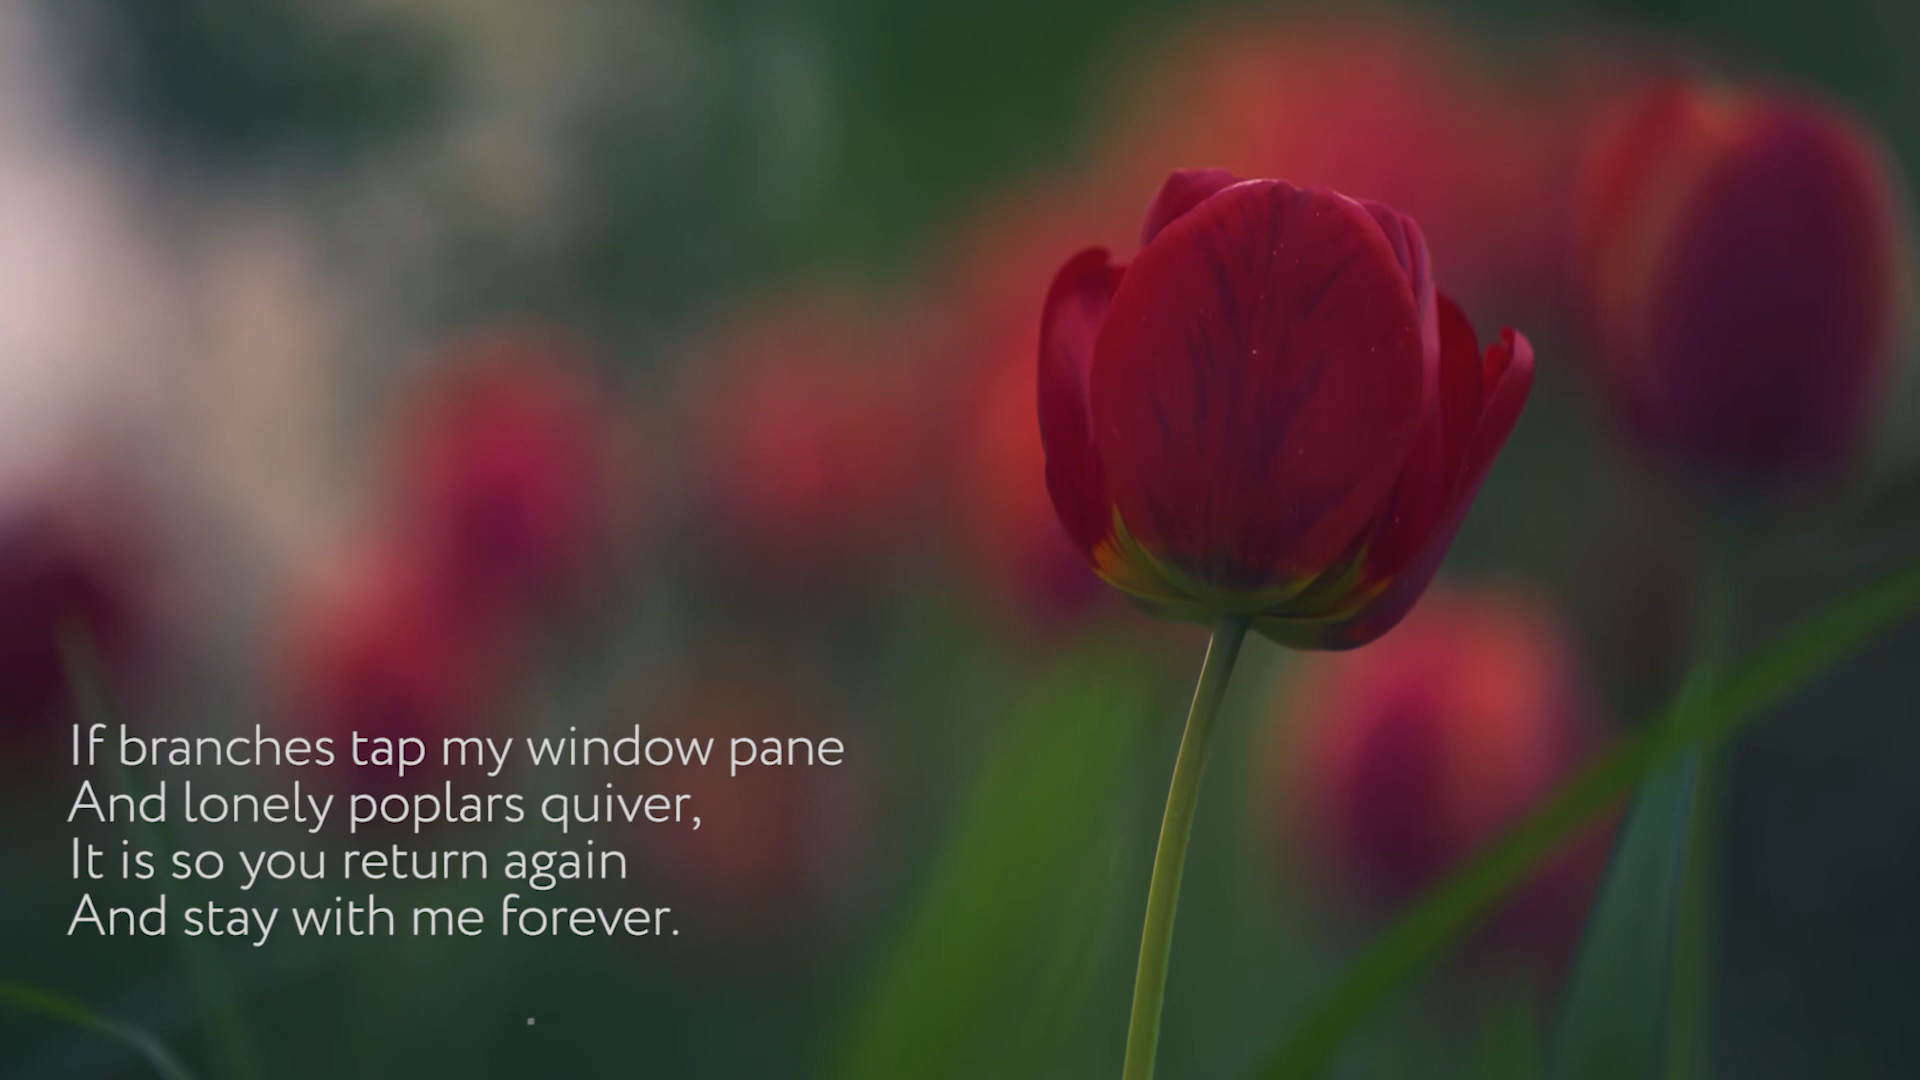 If branches tap my window pane
And lonely poplars quiver,
It is so you return again
And stay with me forever.